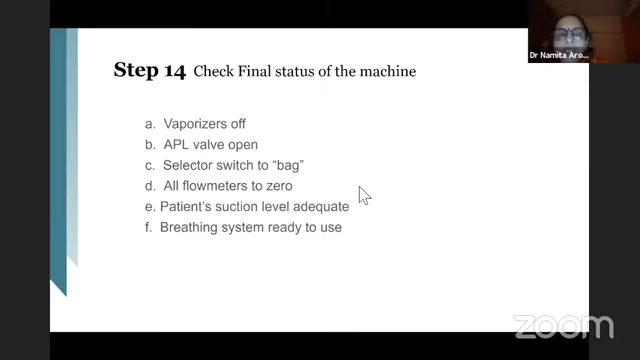 Dr Namita Aro...
Step 14 Check Final status of the machine
a. Vaporizers off
b. APL valve open
c. Selector switch to “bag”
d. All flowmeters to zero
e. Patient’s suction level adequate
f. Breathing system ready to use
zoom